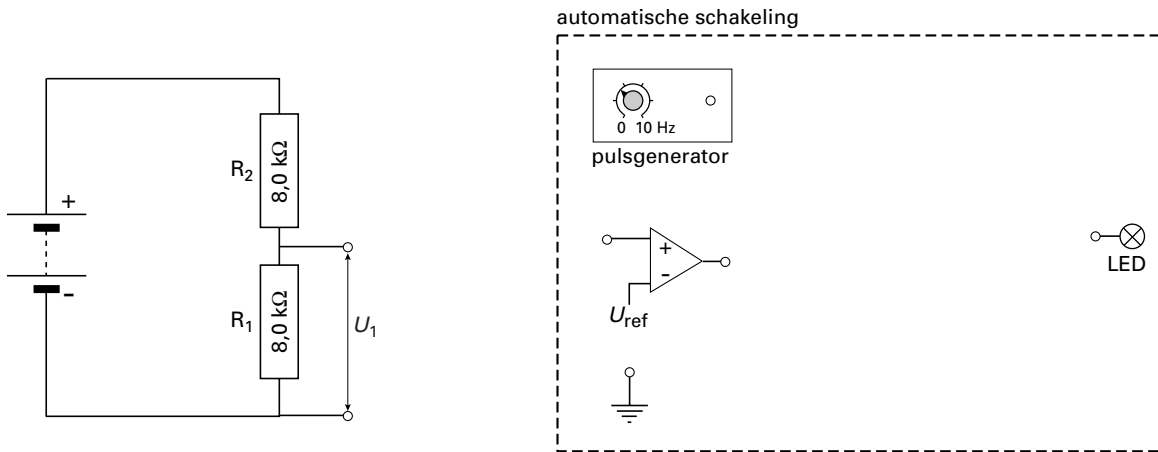 automatische schakeling
+
R₂
8,0 kΩ
-
R₁
8,0 kΩ
U₁
0 10 Hz
pulsgenerator
+
-
Uref
LED